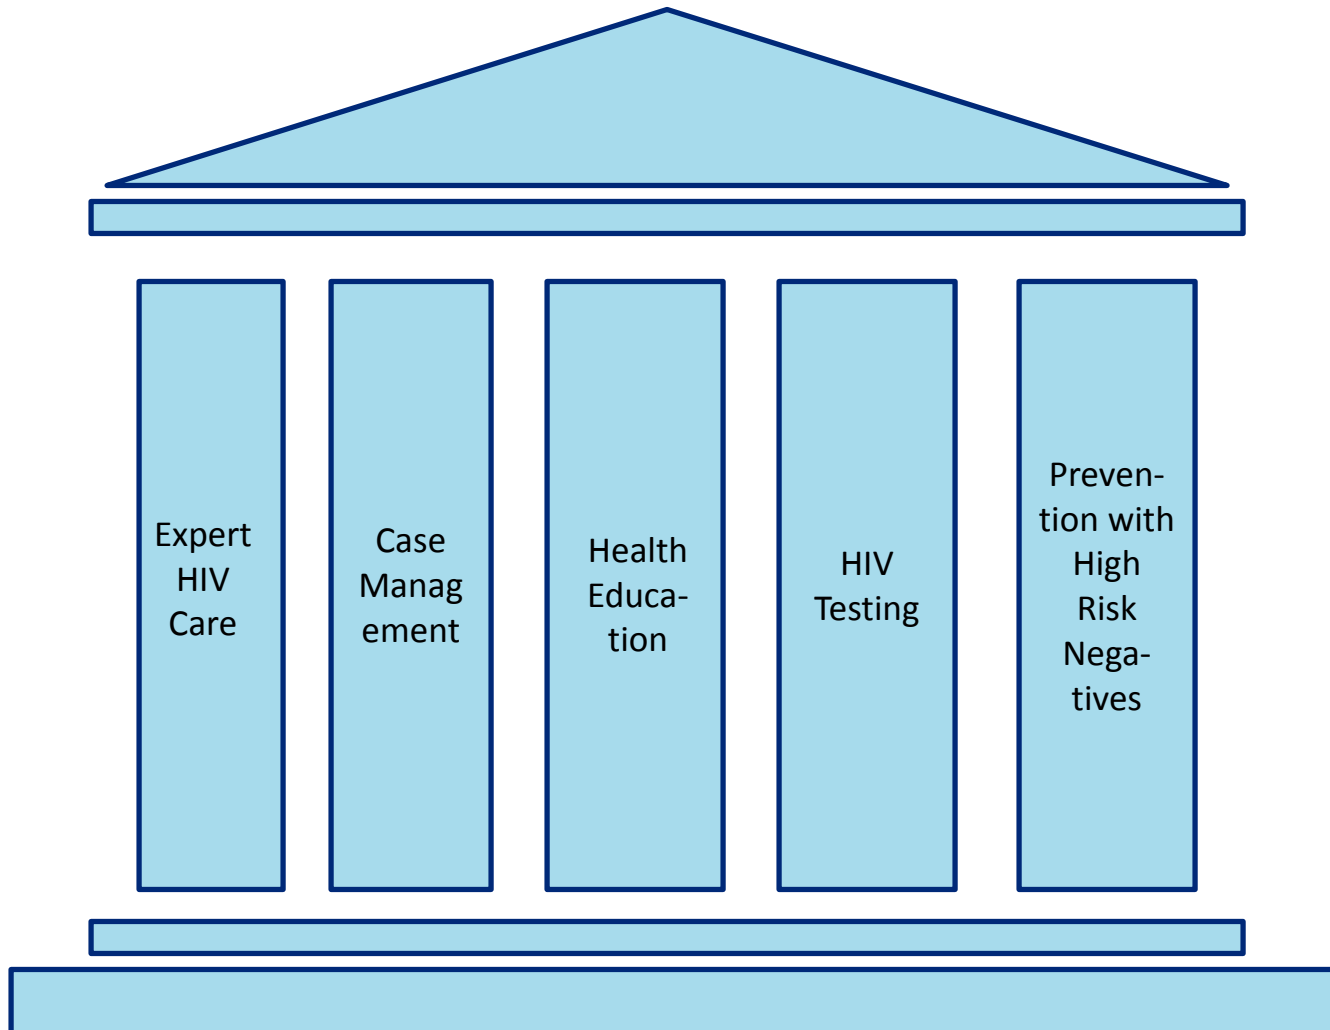 Expert
HIV
Care
Case
Manag
ement
Health
Educa-
tion
HIV
Testing
Preven-
tion with
High
Risk
Nega-
tives